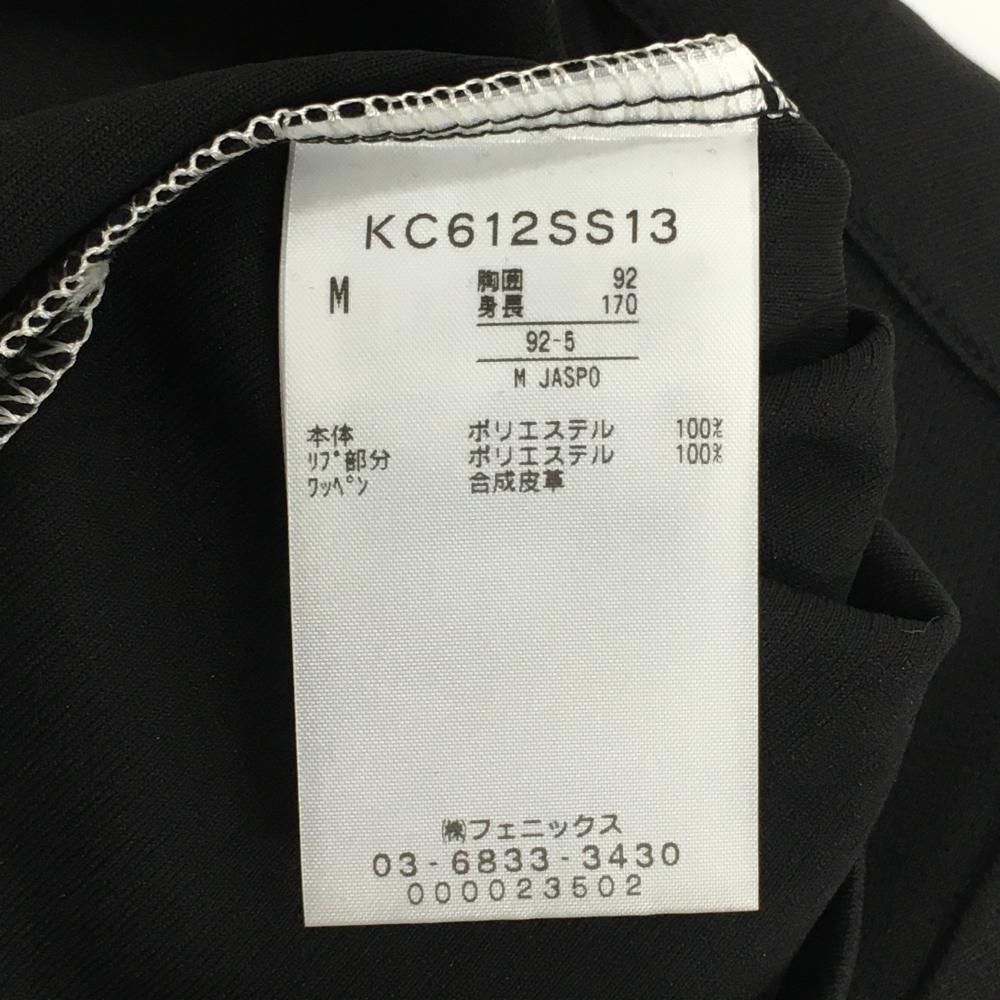 KC612SS13
M 胸囲 92
身長 170
92-5
M JASPO
本体 ポリエステル 100%
リブ部分 ポリエステル 100%
ワッペン 合成皮革
㈱フェニックス
03-6833-3430
000023502